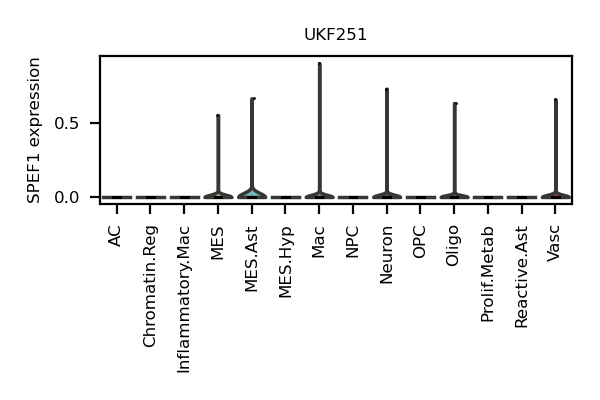 UKF251
SPEF1 expression
0.5
0.0
AC
Chromatin.Reg
Inflammatory.Mac
MES
MES.Ast
MES.Hyp
Mac
NPC
Neuron
OPC
Oligo
Prolif.Metab
Reactive.Ast
Vasc